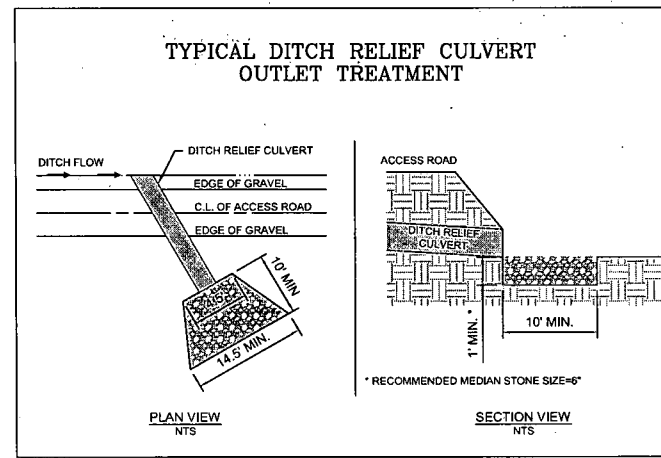 TYPICAL DITCH RELIEF CULVERT
OUTLET TREATMENT
DITCH FLOW
DITCH RELIEF CULVERT
EDGE OF GRAVEL
C.L. OF ACCESS ROAD
EDGE OF GRAVEL
10' MIN
14.5' MIN.
PLAN VIEW
NTS
ACCESS ROAD
DITCH RELIEF
CULVERT
1' MIN. *
10' MIN.
* RECOMMENDED MEDIAN STONE SIZE=6"
SECTION VIEW
NTS